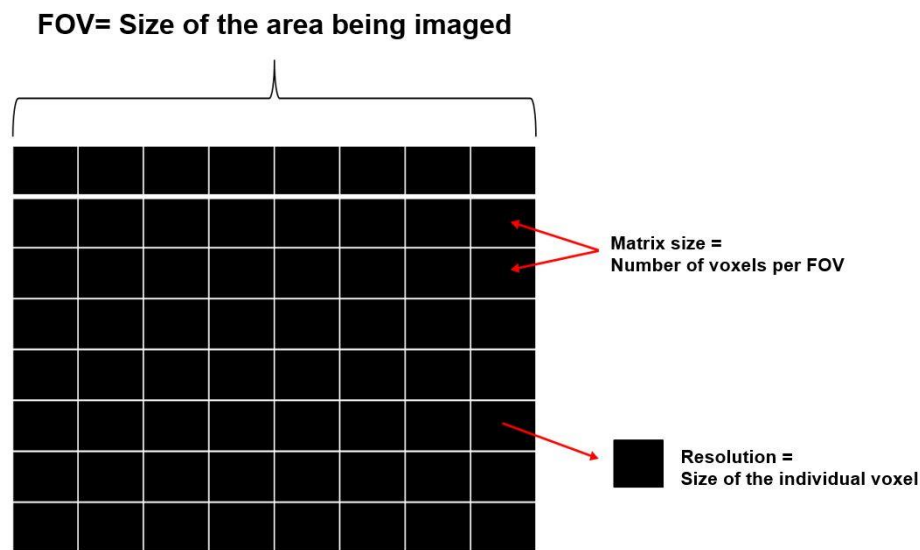 FOV= Size of the area being imaged
Matrix size =
Number of voxels per FOV
Resolution =
Size of the individual voxel